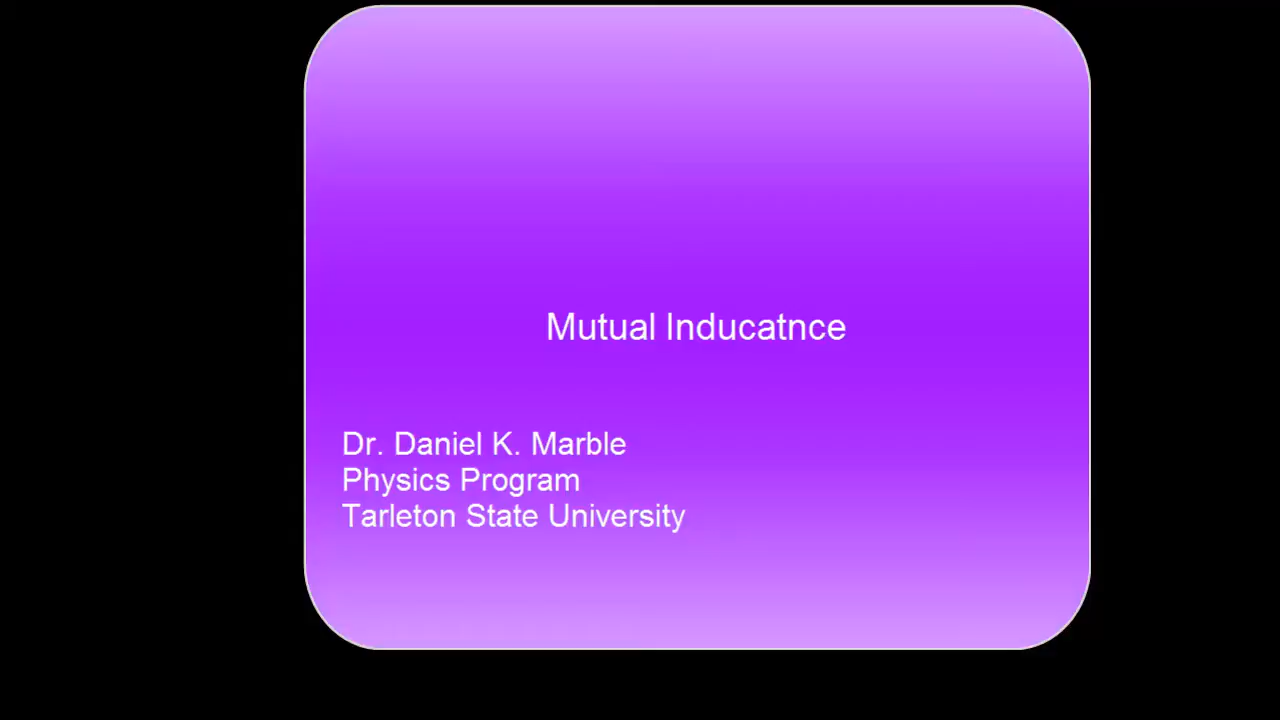 Mutual Inducatnce
Dr. Daniel K. Marble
Physics Program
Tarleton State University